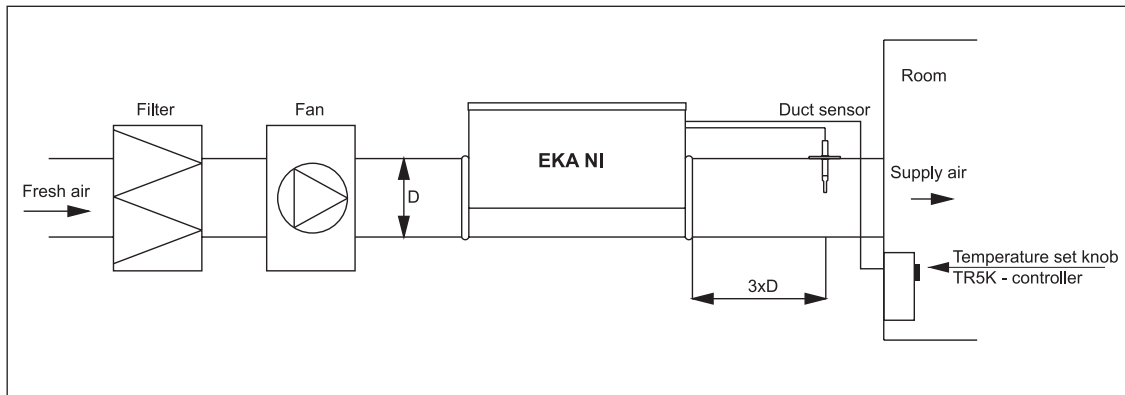 Room
Filter
Fan
Duct sensor
EKA NI
Fresh air
D
Supply air
Temperature set knob
TR5K - controller
3xD